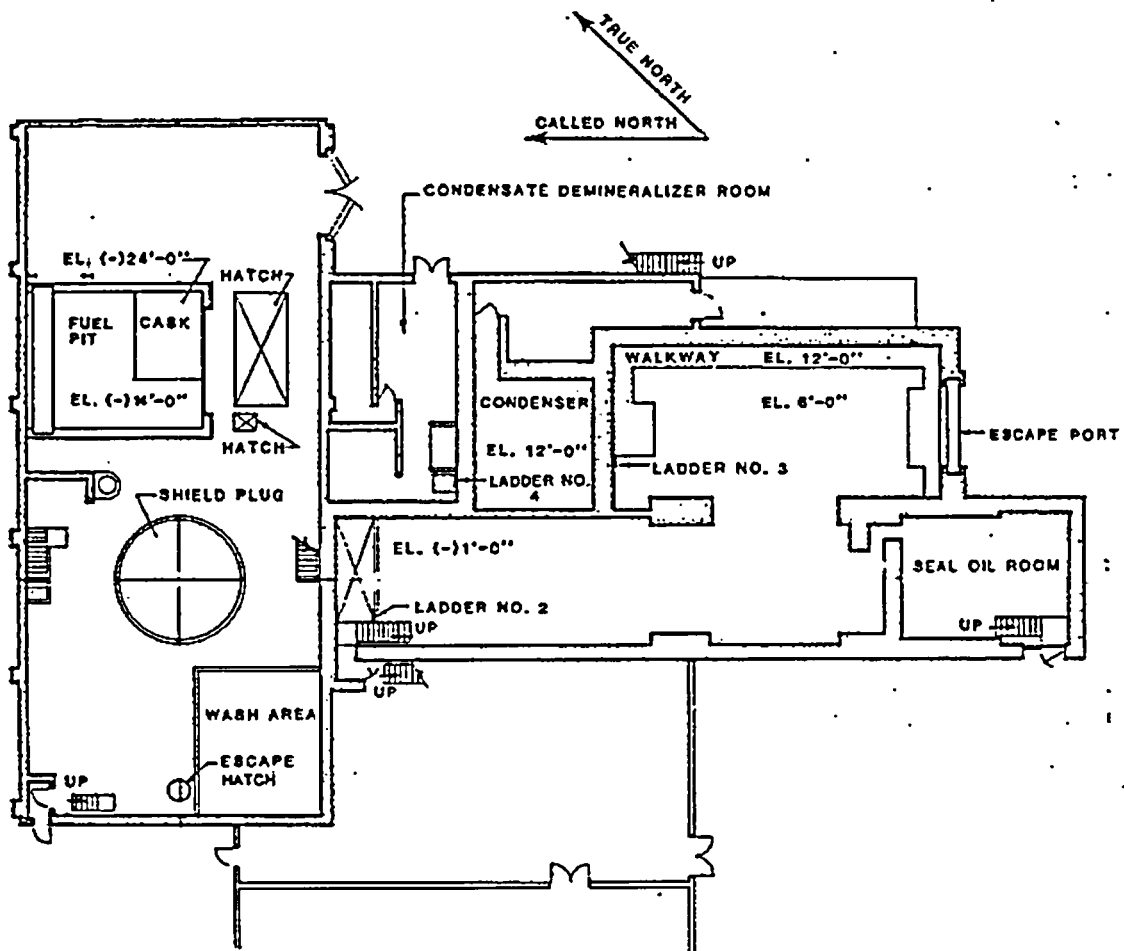 TRUE NORTH
CALLED NORTH
CONDENSATE DEMINERALIZER ROOM
EL. (-)24'-0"
HATCH
UP
FUEL
PIT
CASK
WALKWAY EL. 12'-0"
EL. (-)14'-0"
CONDENSER
EL. 6'-0"
HATCH
EL. 12'-0"
ESCAPE PORT
LADDER NO. 3
LADDER NO.
4
SHIELD PLUG
EL. (-)1'-0"
SEAL OIL ROOM
LADDER NO. 2
UP
UP
UP
WASH AREA
ESCAPE
HATCH
UP